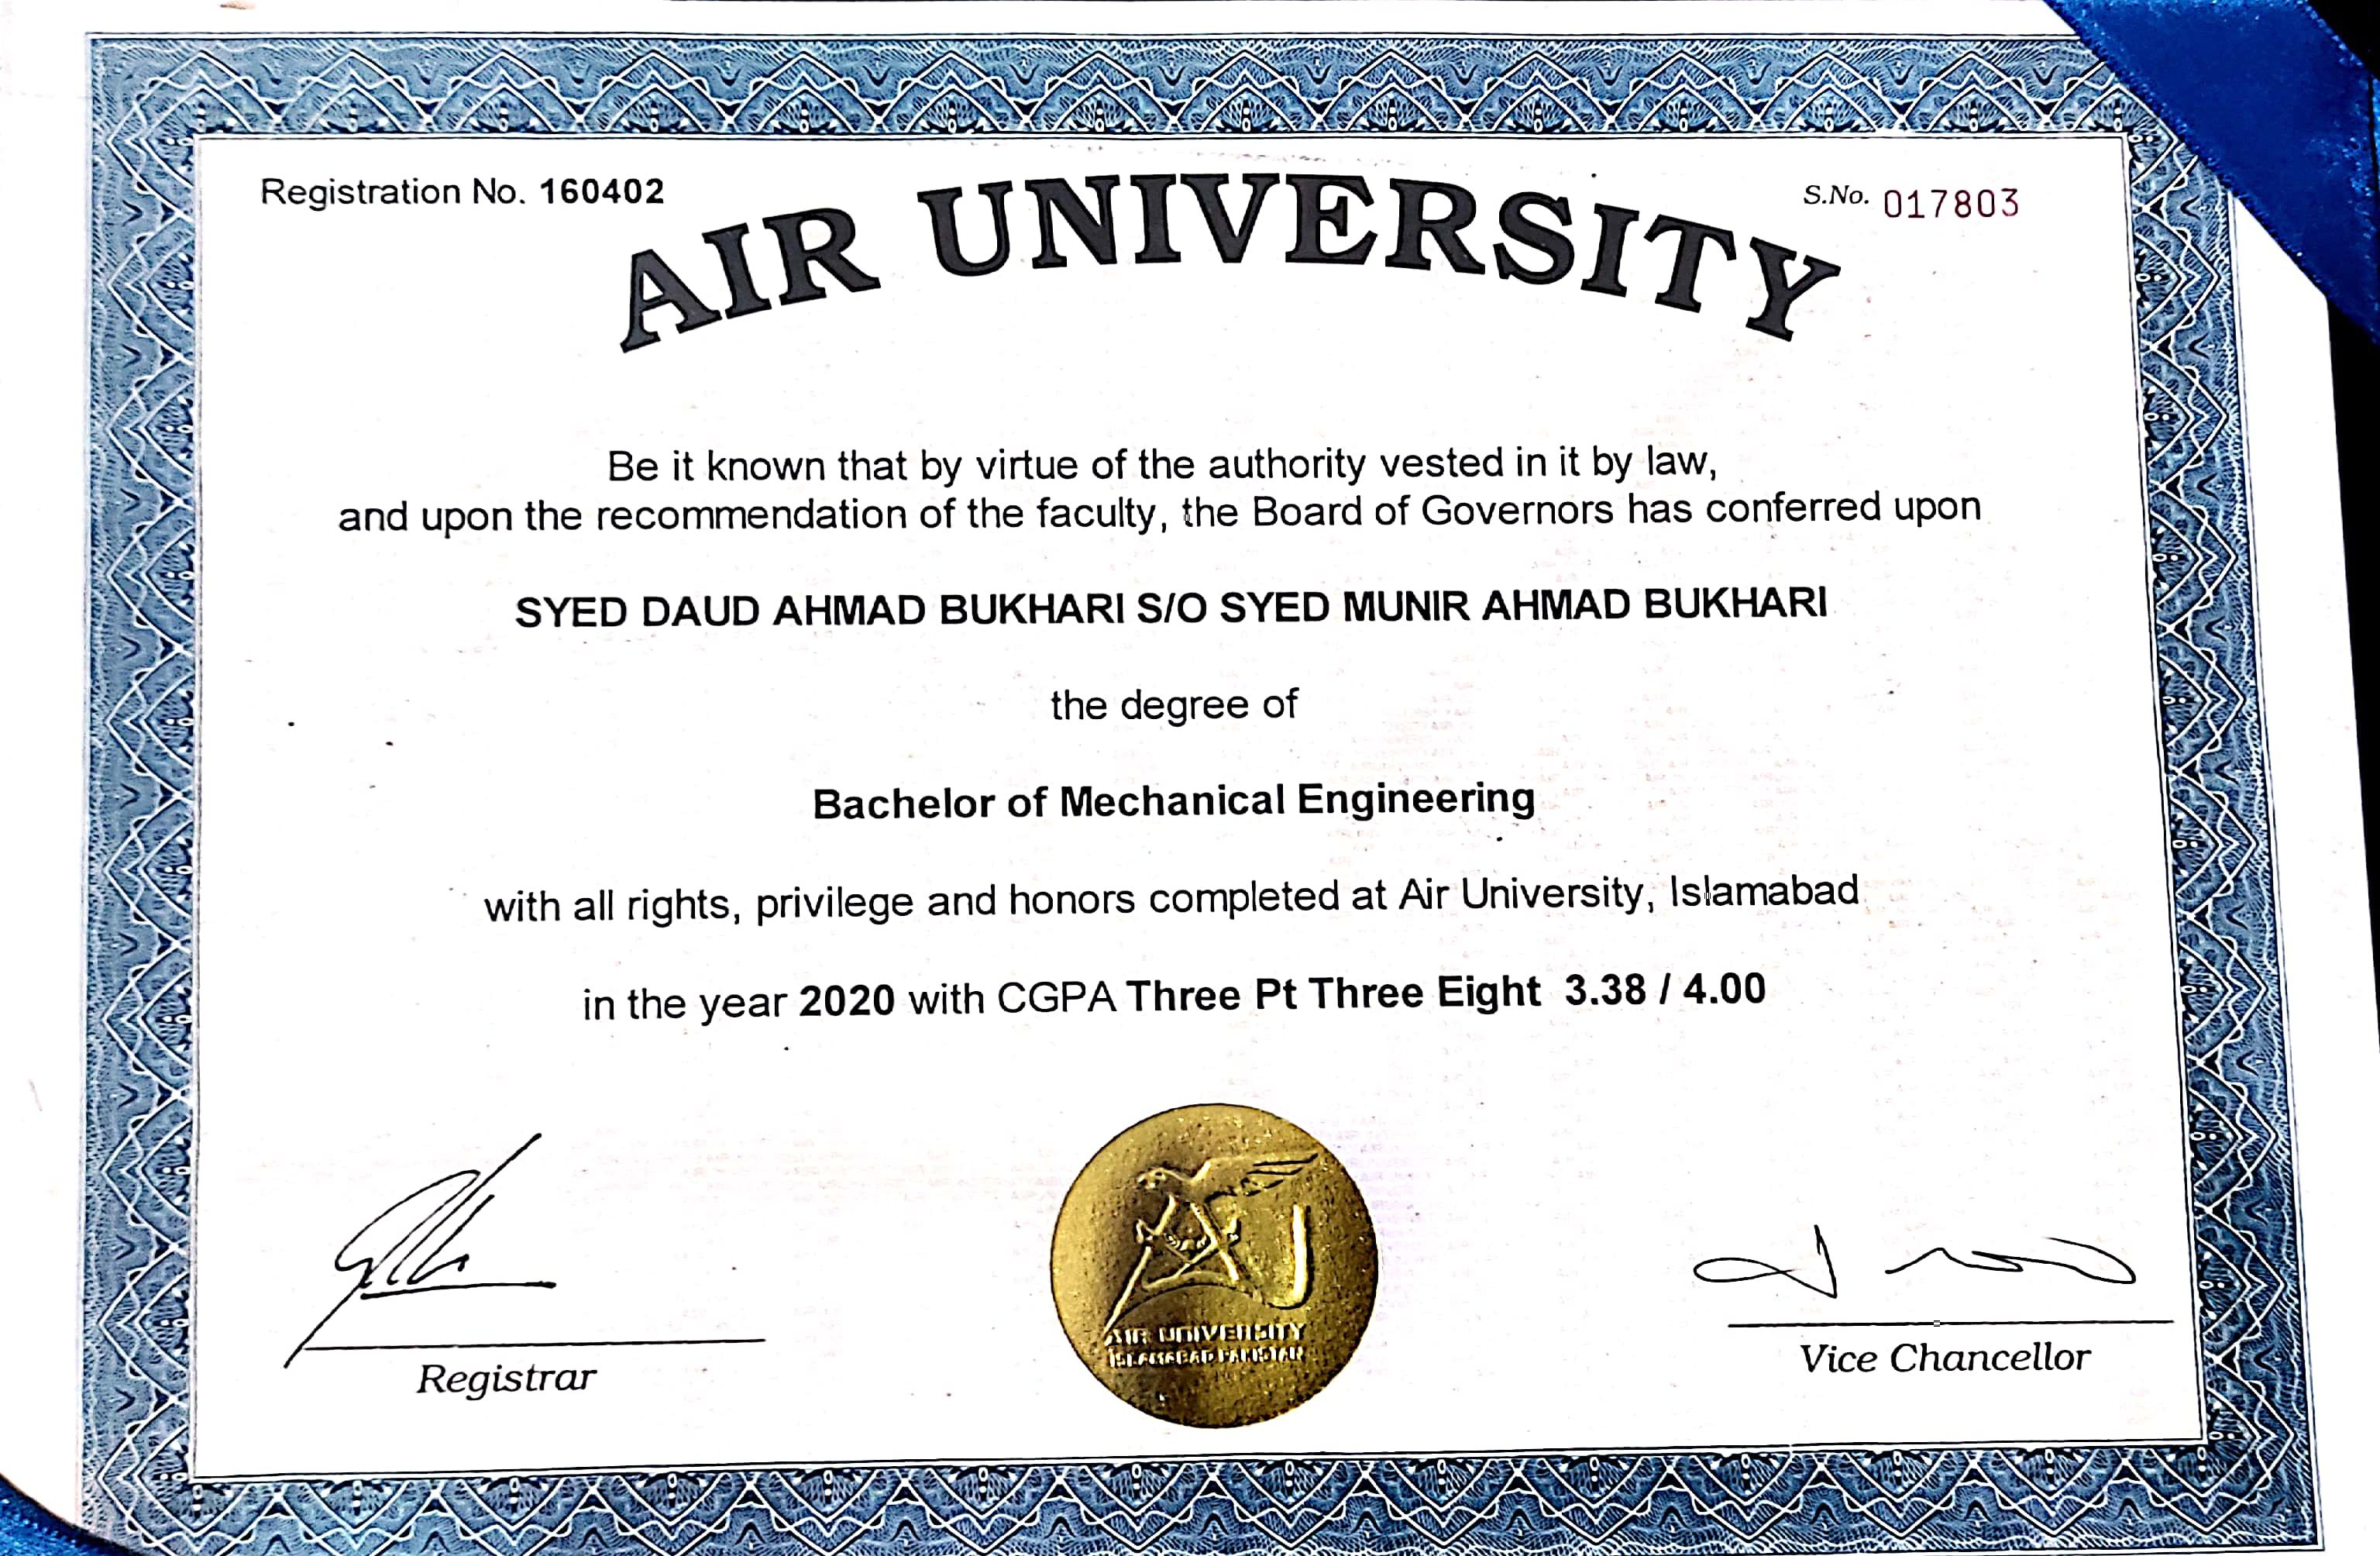 Registration No. 160402
S.No. 017803
AIR UNIVERSITY
Be it known that by virtue of the authority vested in it by law,
and upon the recommendation of the faculty, the Board of Governors has conferred upon
SYED DAUD AHMAD BUKHARI S/O SYED MUNIR AHMAD BUKHARI
the degree of
Bachelor of Mechanical Engineering
with all rights, privilege and honors completed at Air University, Islamabad
in the year 2020 with CGPA Three Pt Three Eight 3.38 / 4.00
AU
AIR UNIVERSITY
ISLAMABAD PAKISTAN
Registrar
Vice Chancellor